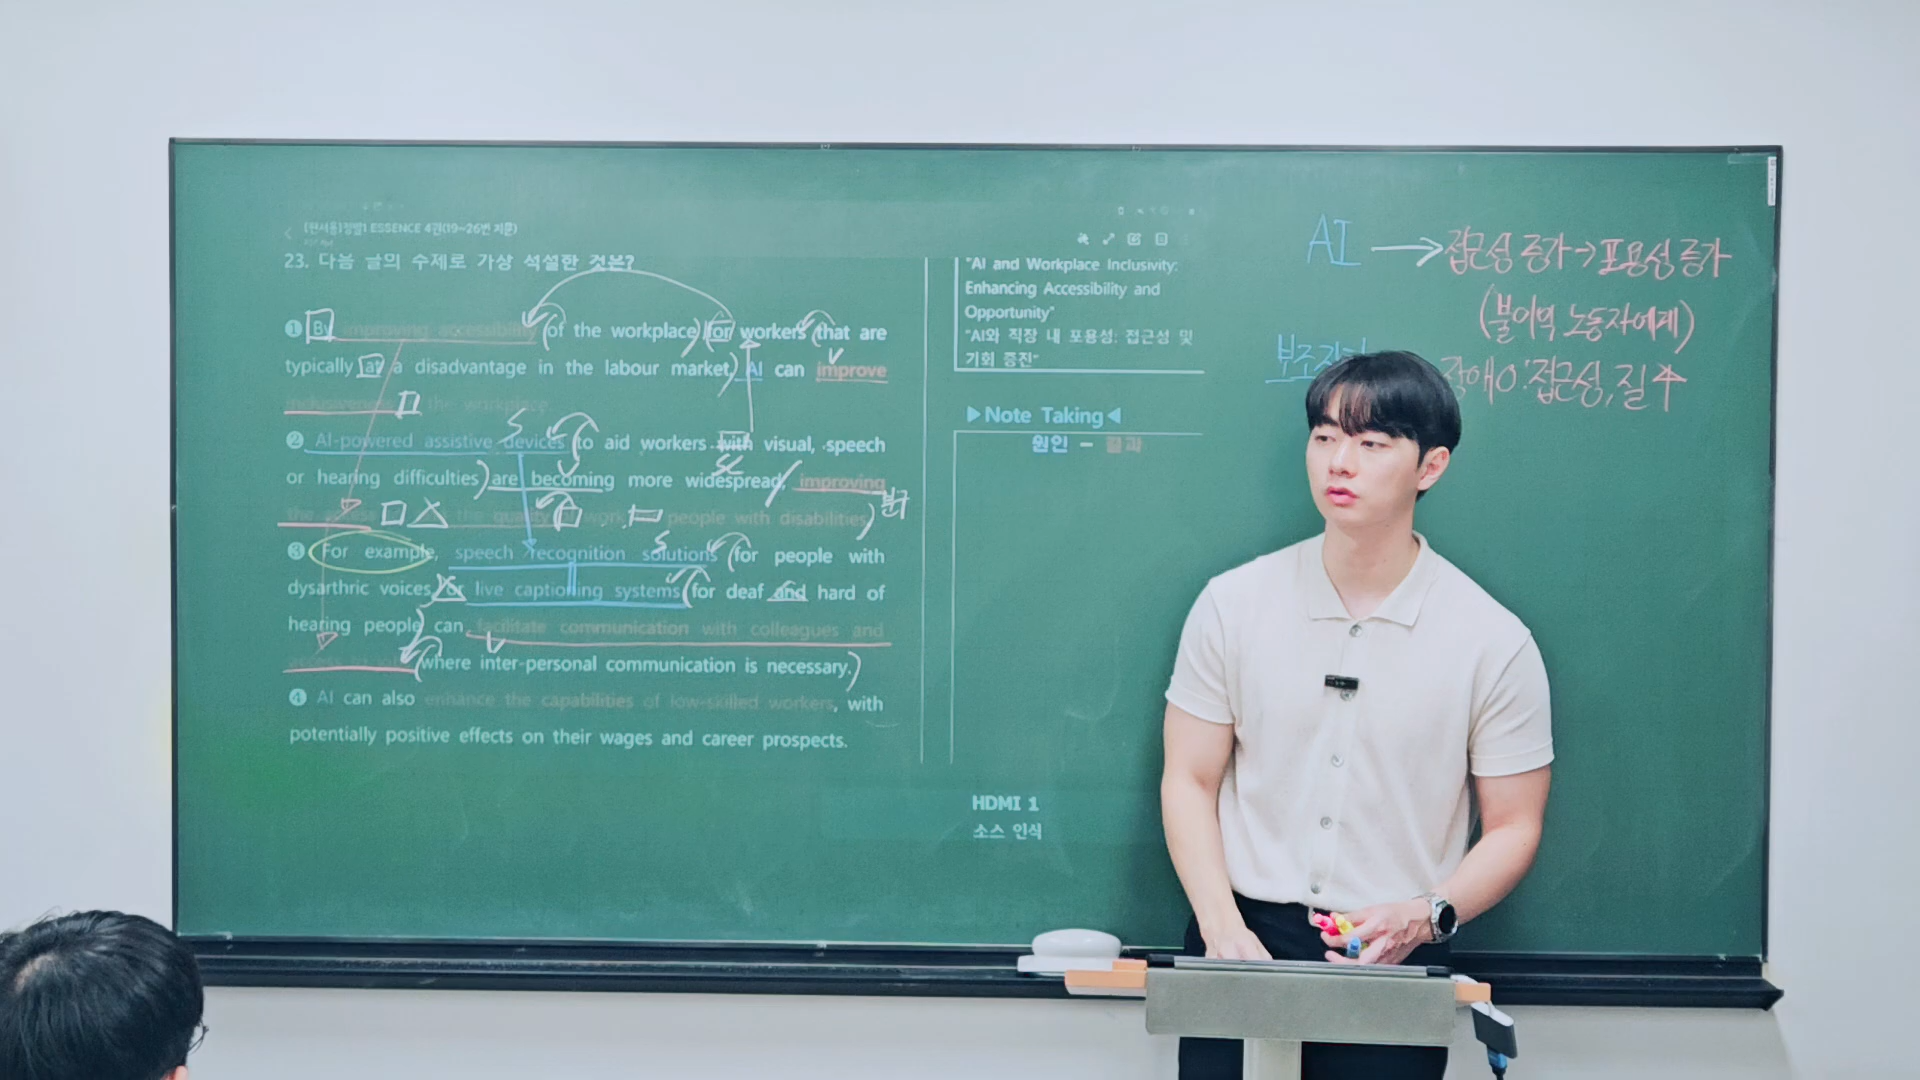 [판서용]정발1 ESSENCE 4권(19~26번 지문)
23. 다음 글의 주제로 가장 적절한 것은?
❶ By improving accessibility of the workplace for workers that are
typically at a disadvantage in the labour market, AI can improve
inclusiveness the workplace
❷ AI-powered assistive devices to aid workers with visual, speech
or hearing difficulties are becoming more widespread, improving
the the quality work people with disabilities
분구
❸ For example, speech recognition solutions for people with
dysarthric voices or live captioning systems for deaf and hard of
hearing people can facilitate communication with colleagues and
where inter-personal communication is necessary.
❹ AI can also enhance the capabilities of low-skilled workers, with
potentially positive effects on their wages and career prospects.
"AI and Workplace Inclusivity:
Enhancing Accessibility and
Opportunity"
"AI와 직장 내 포용성: 접근성 및
기회 증진"
▶Note Taking◀
원인 - 결과
HDMI 1
소스 인식
AI → 접근성 증가 → 포용성 증가
(불이익 노동자에게)
장애o: 접근성, 질↑